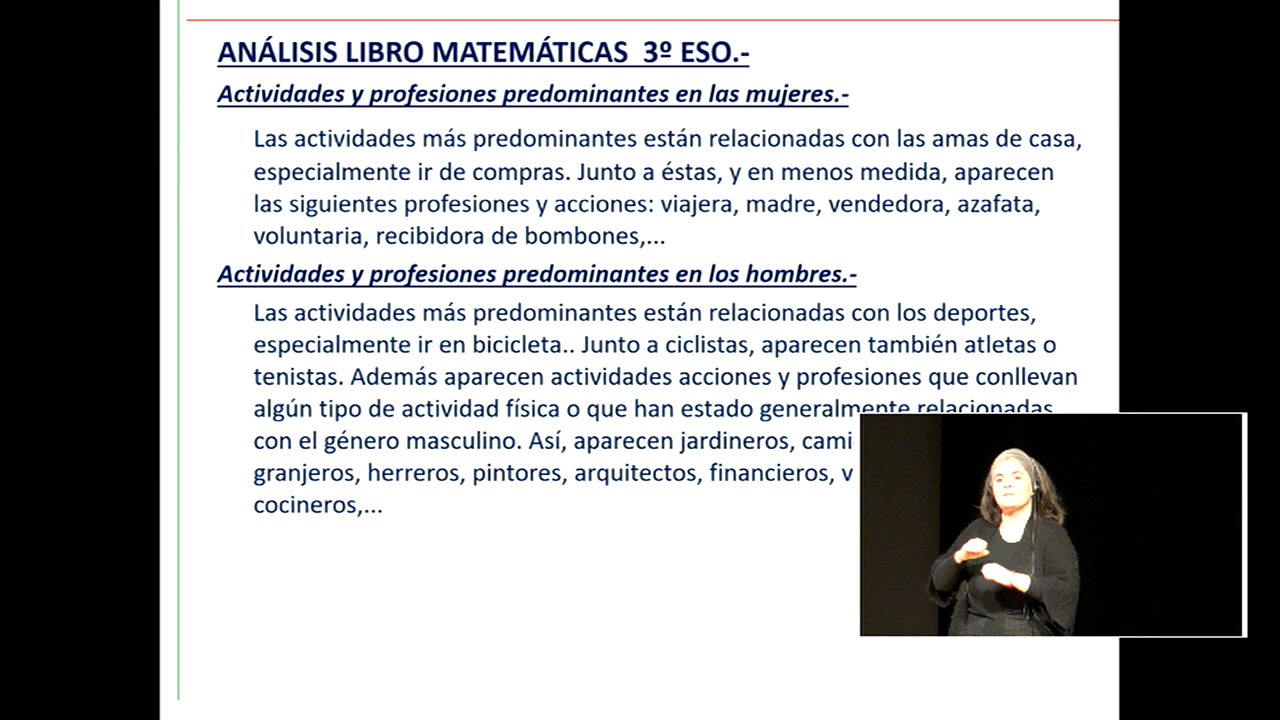 ANÁLISIS LIBRO MATEMÁTICAS 3º ESO.-
Actividades y profesiones predominantes en las mujeres.-
Las actividades más predominantes están relacionadas con las amas de casa,
especialmente ir de compras. Junto a éstas, y en menos medida, aparecen
las siguientes profesiones y acciones: viajera, madre, vendedora, azafata,
voluntaria, recibidora de bombones,...
Actividades y profesiones predominantes en los hombres.-
Las actividades más predominantes están relacionadas con los deportes,
especialmente ir en bicicleta.. Junto a ciclistas, aparecen también atletas o
tenistas. Además aparecen actividades acciones y profesiones que conllevan
algún tipo de actividad física o que han estado generalmente relacionadas
con el género masculino. Así, aparecen jardineros,
granjeros, herreros, pintores, arquitectos, financieros,
cocineros,...